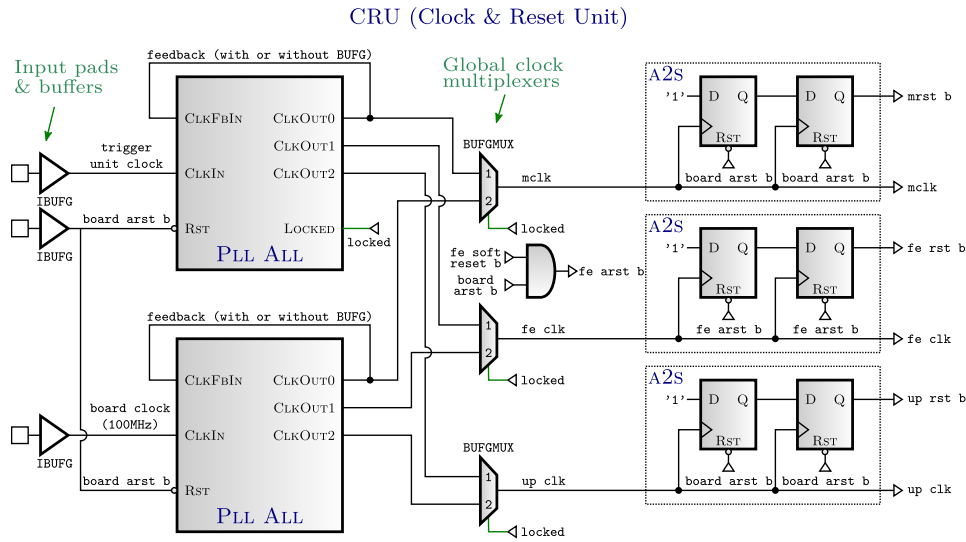 CRU (Clock & Reset Unit)
Input pads
& buffers
feedback (with or without BUFG)
Global clock
multiplexers
ClkFbIn
ClkOut0
ClkOut1
ClkIn
ClkOut2
Rst
Locked
Pll All
trigger
unit clock
IBUFG
board arst b
IBUFG
locked
BUFGMUX
1
2
mclk
locked
A2s
'1'
D
Q
Rst
D
Q
Rst
board arst b
board arst b
mrst b
mclk
fe soft
reset b
board
arst b
fe arst b
A2s
'1'
D
Q
Rst
D
Q
Rst
fe arst b
fe arst b
fe rst b
fe clk
1
2
fe clk
locked
feedback (with or without BUFG)
ClkFbIn
ClkOut0
ClkOut1
ClkIn
ClkOut2
Rst
Pll All
board clock
(100MHz)
IBUFG
board arst b
BUFGMUX
1
2
up clk
locked
A2s
'1'
D
Q
Rst
D
Q
Rst
board arst b
board arst b
up rst b
up clk